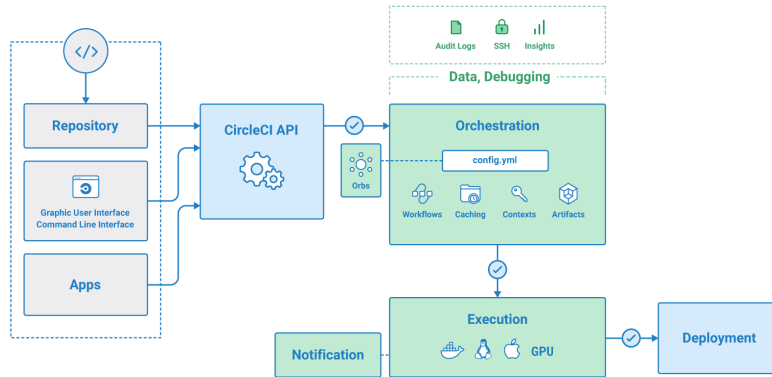 </>
Audit Logs
SSH
Insights
Data, Debugging
Repository
CircleCI API
Orchestration
config.yml
Orbs
Graphic User Interface
Command Line Interface
Workflows
Caching
Contexts
Artifacts
Apps
Execution
GPU
Notification
Deployment